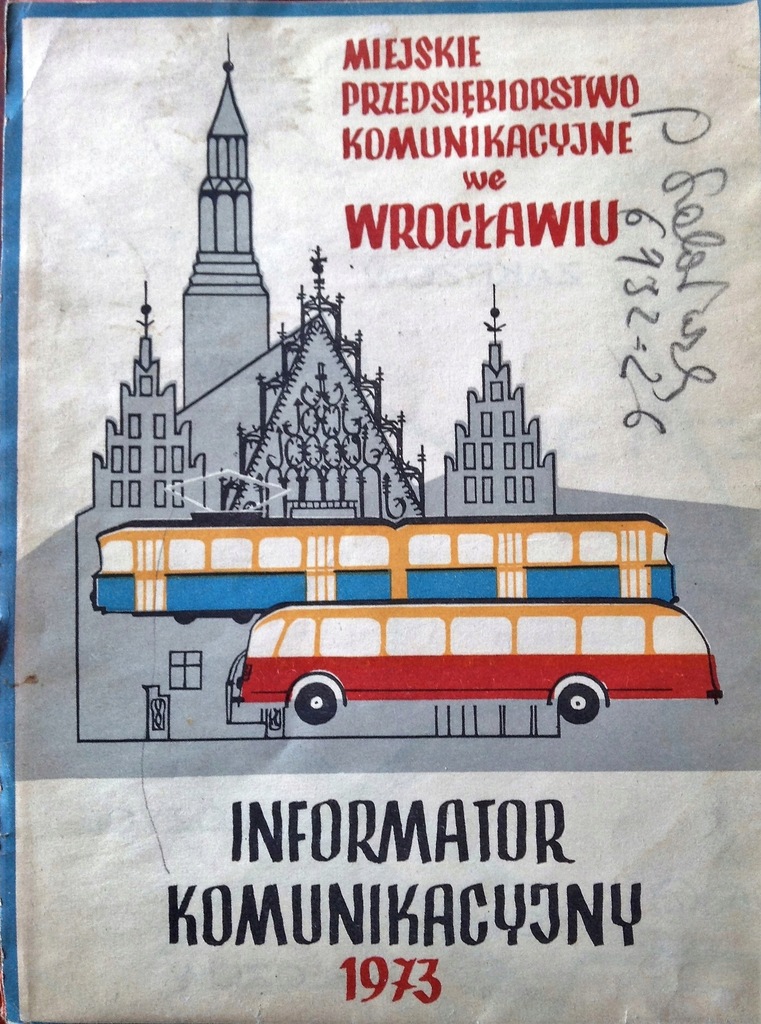 MIEJSKIE
PRZEDSIĘBIORSTWO
KOMUNIKACYJNE
we
WROCŁAWIU
INFORMATOR
KOMUNIKACYJNY
1973